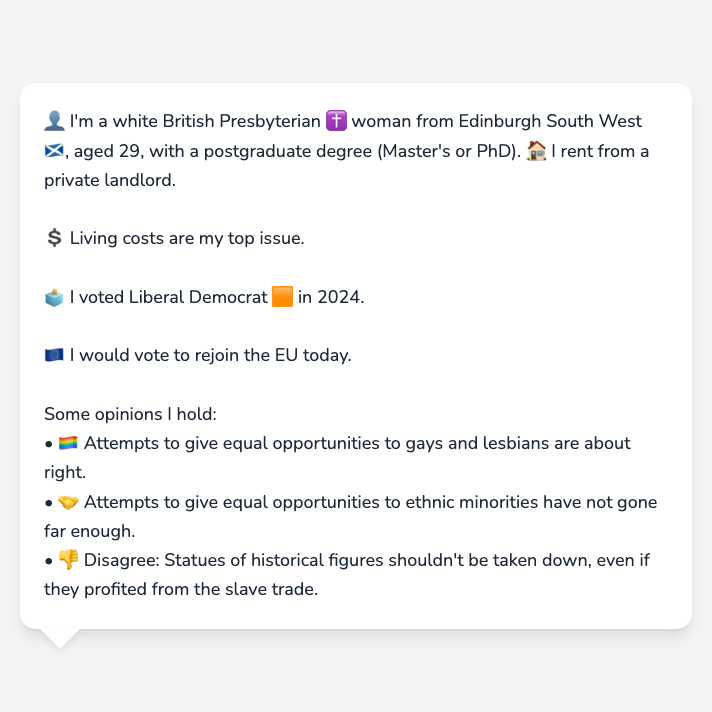 👤 I'm a white British Presbyterian ✝️ woman from Edinburgh South West
🏴󠁧󠁢󠁳󠁣󠁴󠁿, aged 29, with a postgraduate degree (Master's or PhD). 🏠 I rent from a
private landlord.
💲 Living costs are my top issue.
🗳️ I voted Liberal Democrat 🟧 in 2024.
🇪🇺 I would vote to rejoin the EU today.
Some opinions I hold:
• 🏳️‍🌈 Attempts to give equal opportunities to gays and lesbians are about
right.
• 🤝 Attempts to give equal opportunities to ethnic minorities have not gone
far enough.
• 👎 Disagree: Statues of historical figures shouldn't be taken down, even if
they profited from the slave trade.